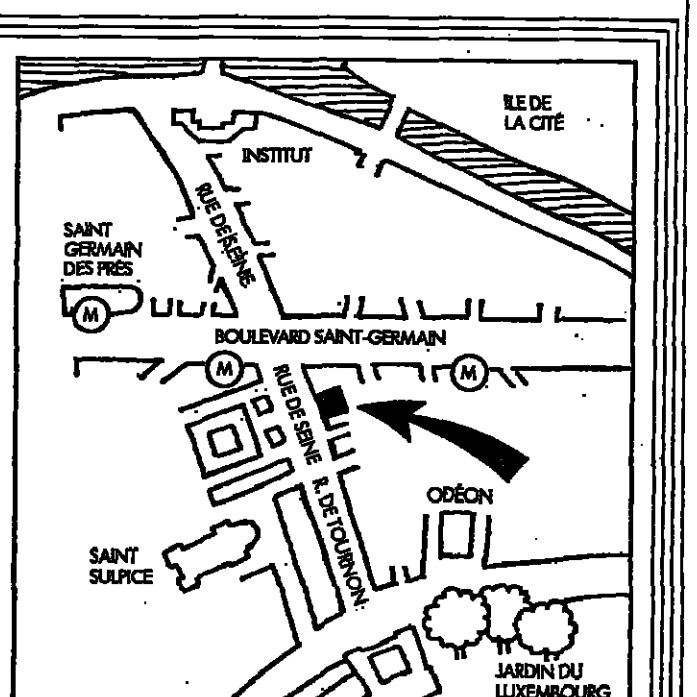 ILE DE
LA CITÉ
INSTITUT
RUE DE SEINE
SAINT
GERMAIN
DES PRÉS
M
BOULEVARD SAINT-GERMAIN
M
M
RUE DE SEINE
R. DE TOURNON
ODÉON
SAINT
SULPICE
JARDIN DU
LUXEMBOURG